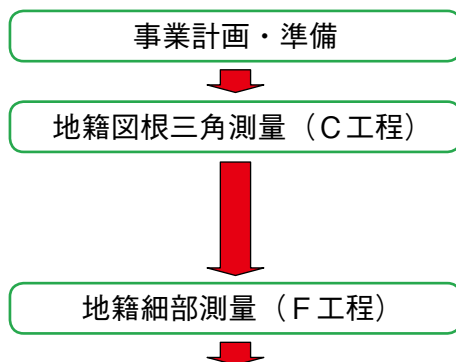 事業計画・準備
地籍図根三角測量（Ｃ工程）
地籍細部測量（Ｆ工程）